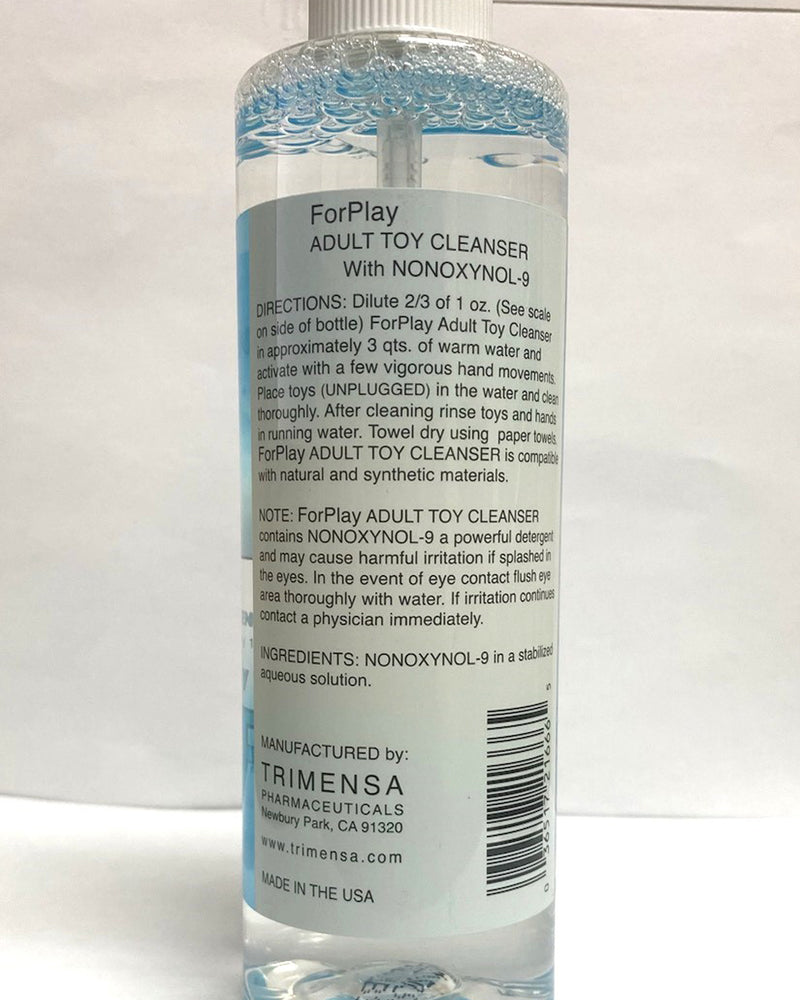 ForPlay
ADULT TOY CLEANSER
With NONOXYNOL-9
DIRECTIONS: Dilute 2/3 of 1 oz. (See scale
on side of bottle) ForPlay Adult Toy Cleanser
in approximately 3 qts. of warm water and
activate with a few vigorous hand movements.
Place toys (UNPLUGGED) in the water and clean
thoroughly. After cleaning rinse toys and hands
in running water. Towel dry using paper towels.
ForPlay ADULT TOY CLEANSER is compatible
with natural and synthetic materials.
NOTE: ForPlay ADULT TOY CLEANSER
contains NONOXYNOL-9 a powerful detergent
and may cause harmful irritation if splashed in
the eyes. In the event of eye contact flush eye
area thoroughly with water. If irritation continues
contact a physician immediately.
INGREDIENTS: NONOXYNOL-9 in a stabilized
aqueous solution.
MANUFACTURED by:
TRIMENSA
PHARMACEUTICALS
Newbury Park, CA 91320
www.trimensa.com
MADE IN THE USA
0 36517 21666 5